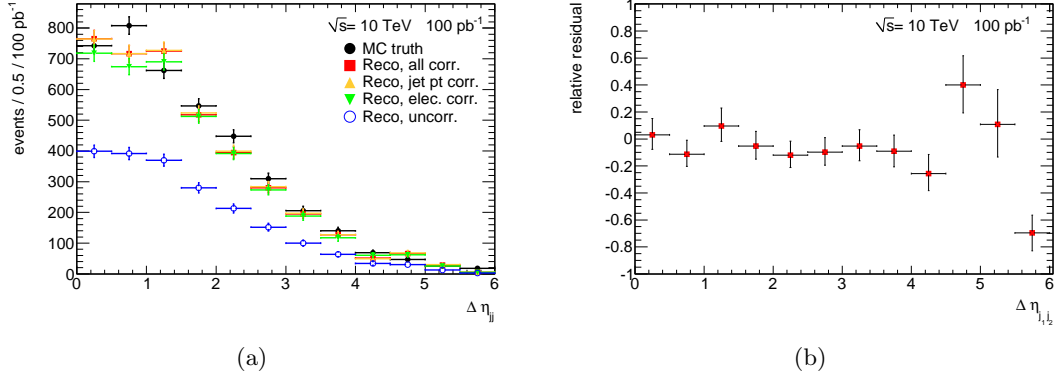 events / 0.5 / 100 pb⁻¹
800
700
600
500
400
300
200
100
0
√s= 10 TeV 100 pb⁻¹
MC truth
Reco, all corr.
Reco, jet pt corr.
Reco, elec. corr.
Reco, uncorr.
0 1 2 3 4 5 6
Δ η_jj
(a)
relative residual
1
0.8
0.6
0.4
0.2
0
-0.2
-0.4
-0.6
-0.8
-1
√s= 10 TeV 100 pb⁻¹
0 1 2 3 4 5 6
Δ η_j₁j₂
(b)